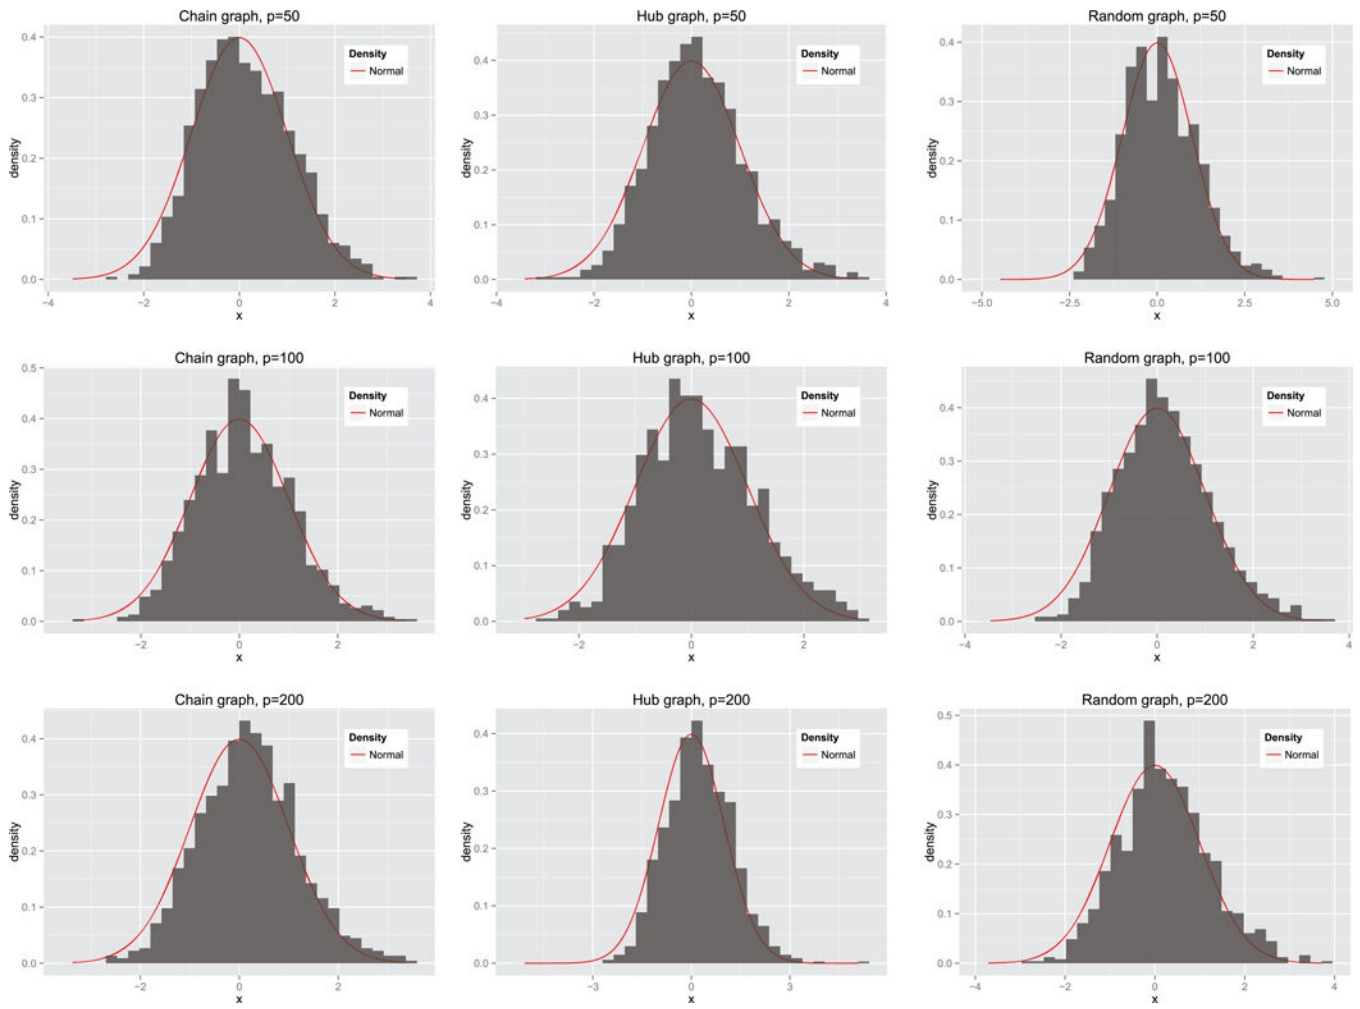 Chain graph, p=50
Density
Normal
density
0.4
0.3
0.2
0.1
0.0
−4 −2 0 2 4
x
Hub graph, p=50
Density
Normal
density
0.4
0.3
0.2
0.1
0.0
−4 −2 0 2 4
x
Random graph, p=50
Density
Normal
density
0.4
0.3
0.2
0.1
0.0
−5.0 −2.5 0.0 2.5 5.0
x
Chain graph, p=100
Density
Normal
density
0.5
0.4
0.3
0.2
0.1
0.0
−2 0 2
x
Hub graph, p=100
Density
Normal
density
0.4
0.3
0.2
0.1
0.0
−2 0 2
x
Random graph, p=100
Density
Normal
density
0.4
0.3
0.2
0.1
0.0
−4 −2 0 2 4
x
Chain graph, p=200
Density
Normal
density
0.4
0.3
0.2
0.1
0.0
−2 0 2
x
Hub graph, p=200
Density
Normal
density
0.4
0.3
0.2
0.1
0.0
−3 0 3
x
Random graph, p=200
Density
Normal
density
0.5
0.4
0.3
0.2
0.1
0.0
−4 −2 0 2 4
x